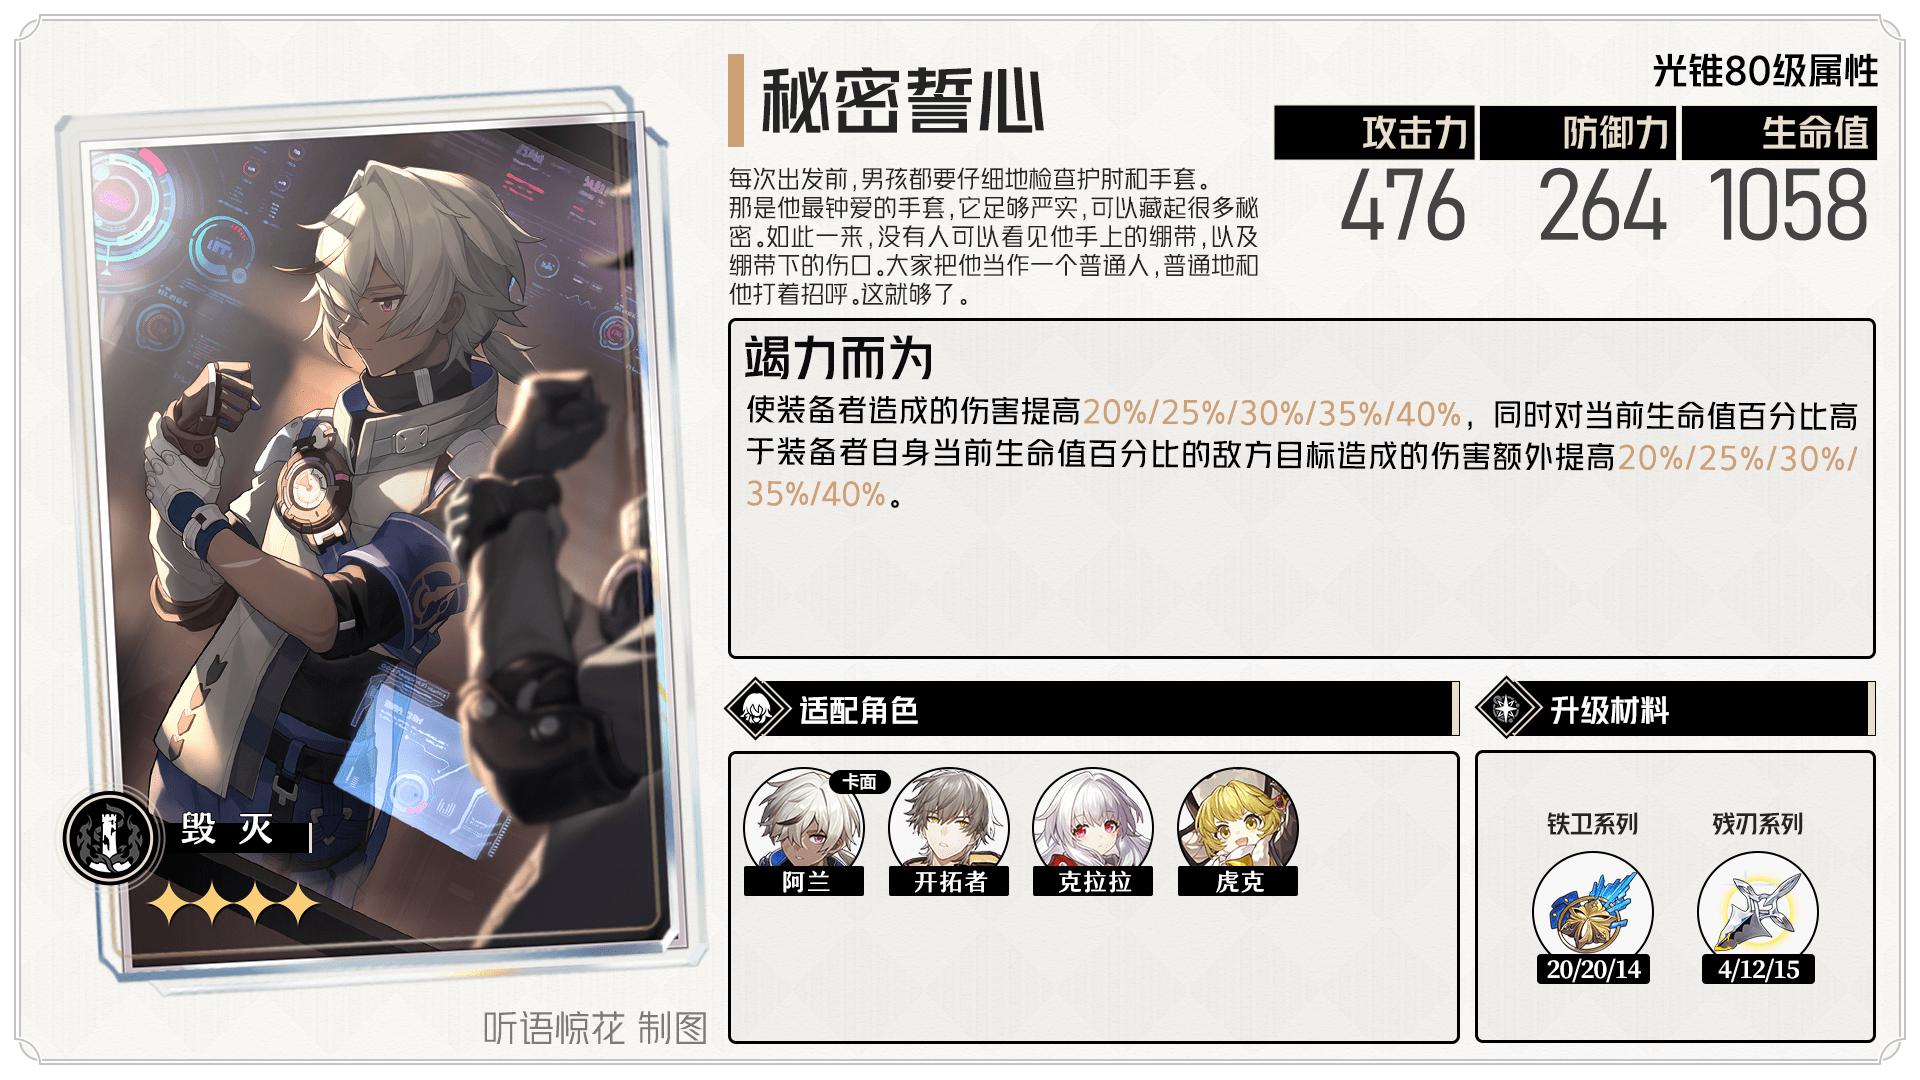 秘密誓心
每次出发前,男孩都要仔细地检查护肘和手套。
那是他最钟爱的手套,它足够严实,可以藏起很多秘
密。如此一来,没有人可以看见他手上的绷带,以及
绷带下的伤口。大家把他当作一个普通人,普通地和
他打着招呼。这就够了。
光锥80级属性
攻击力 防御力 生命值
476 264 1058
竭力而为
使装备者造成的伤害提高20%/25%/30%/35%/40%，同时对当前生命值百分比高
于装备者自身当前生命值百分比的敌方目标造成的伤害额外提高20%/25%/30%/
35%/40%。
毁 灭
适配角色
卡面
阿兰 开拓者 克拉拉 虎克
升级材料
铁卫系列 残刃系列
20/20/14 4/12/15
听语惊花 制图